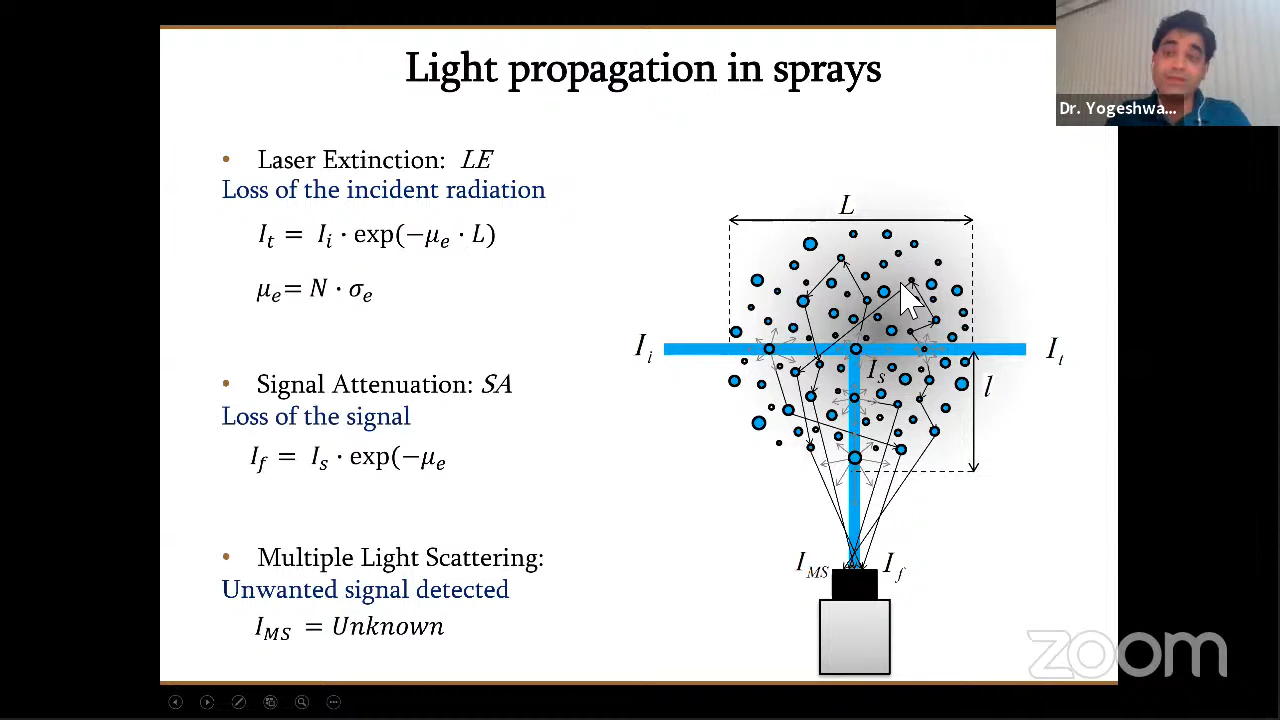 Light propagation in sprays
Dr. Yogeshwa...
• Laser Extinction: LE
Loss of the incident radiation
I_t = I_i · exp(−μ_e · L)
μ_e = N · σ_e
• Signal Attenuation: SA
Loss of the signal
I_f = I_s · exp(−μ_e
• Multiple Light Scattering:
Unwanted signal detected
I_MS = Unknown
L
I_i
I_t
I_s
l
I_MS
I_f
zoom